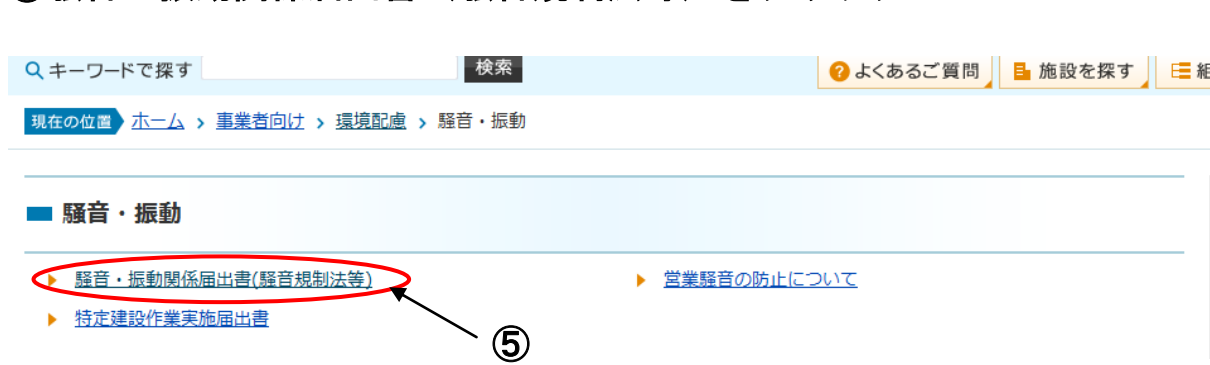 キーワードで探す 検索 よくあるご質問 施設を探す
現在の位置 ホーム > 事業者向け > 環境配慮 > 騒音・振動
騒音・振動
騒音・振動関係届出書(騒音規制法等) 営業騒音の防止について
特定建設作業実施届出書
⑤